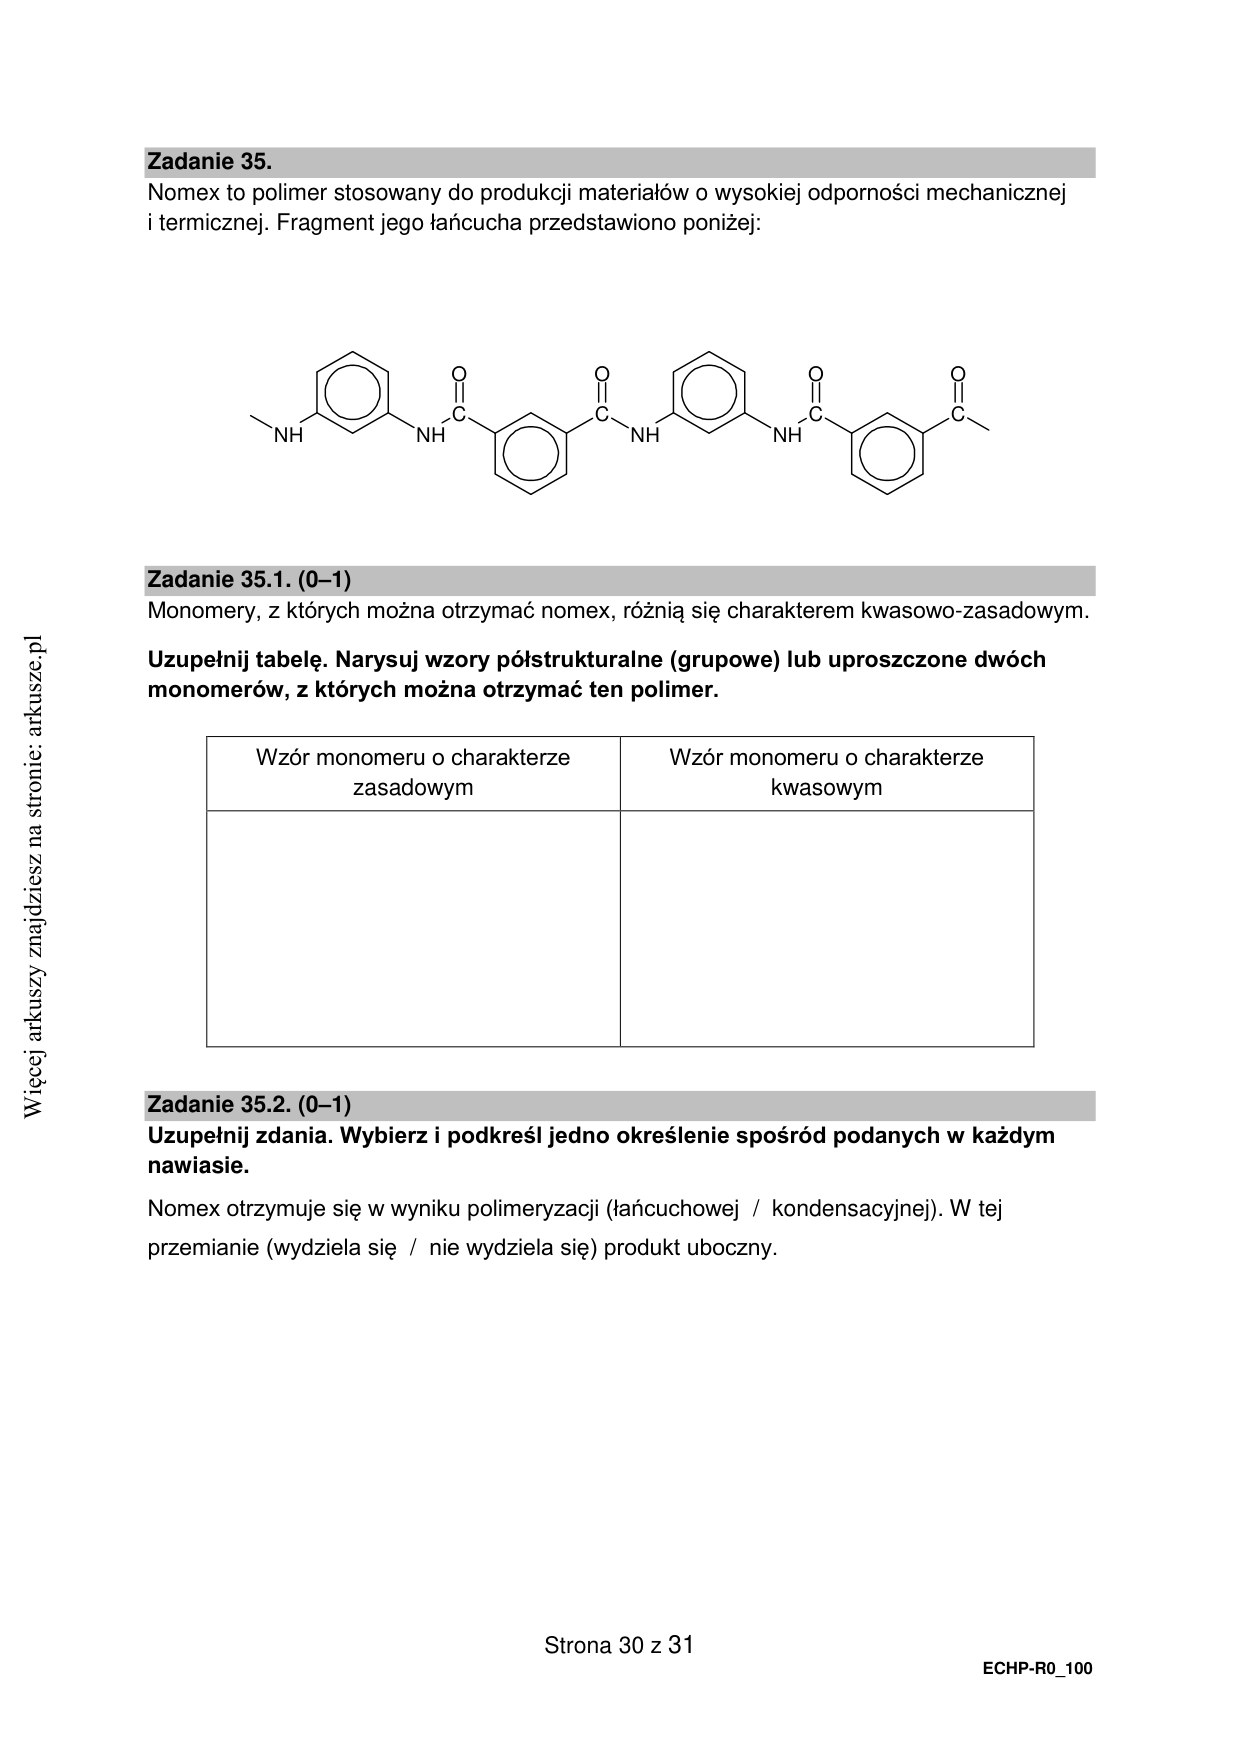 Zadanie 35.
Nomex to polimer stosowany do produkcji materiałów o wysokiej odporności mechanicznej
i termicznej. Fragment jego łańcucha przedstawiono poniżej:
O O O O
C C C C
NH NH NH NH
Zadanie 35.1. (0–1)
Monomery, z których można otrzymać nomex, różnią się charakterem kwasowo-zasadowym.
Uzupełnij tabelę. Narysuj wzory półstrukturalne (grupowe) lub uproszczone dwóch
monomerów, z których można otrzymać ten polimer.
Wzór monomeru o charakterze
zasadowym
Wzór monomeru o charakterze
kwasowym
Zadanie 35.2. (0–1)
Uzupełnij zdania. Wybierz i podkreśl jedno określenie spośród podanych w każdym
nawiasie.
Nomex otrzymuje się w wyniku polimeryzacji (łańcuchowej / kondensacyjnej). W tej
przemianie (wydziela się / nie wydziela się) produkt uboczny.
Strona 30 z 31
ECHP-R0_100
Więcej arkuszy znajdziesz na stronie: arkusze.pl